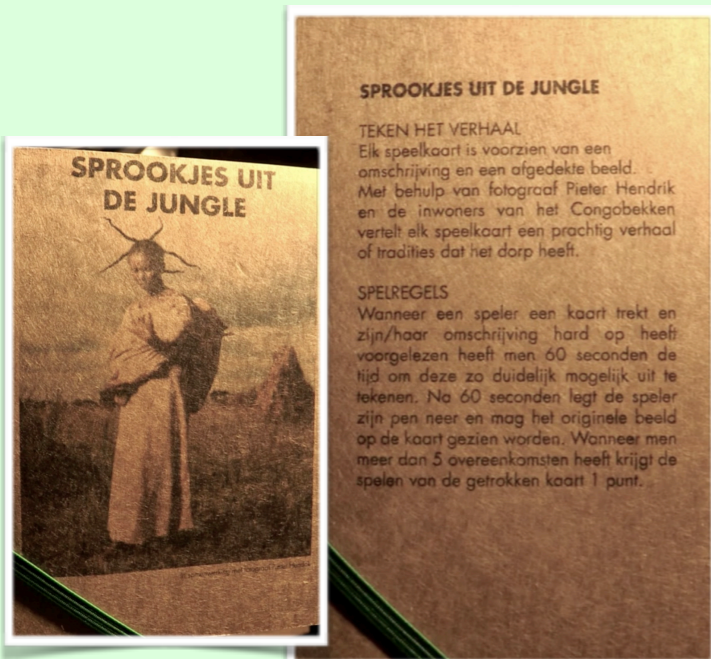 SPROOKJES UIT
DE JUNGLE
SPROOKJES UIT DE JUNGLE
TEKEN HET VERHAAL
Elk speelkaart is voorzien van een
omschrijving en een afgedekte beeld.
Met behulp van fotograaf Pieter Hendrik
en de inwoners van het Congobekken
vertelt elk speelkaart een prachtig verhaal
of tradities dat het dorp heeft.
SPELREGELS
Wanneer een speler een kaart trekt en
zijn/haar omschrijving hard op heeft
voorgelezen heeft men 60 seconden de
tijd om deze zo duidelijk mogelijk uit te
tekenen. Na 60 seconden legt de speler
zijn pen neer en mag het originele beeld
op de kaart gezien worden. Wanneer men
meer dan 5 overeenkomsten heeft krijgt de
spelen van de getrokken kaart 1 punt.